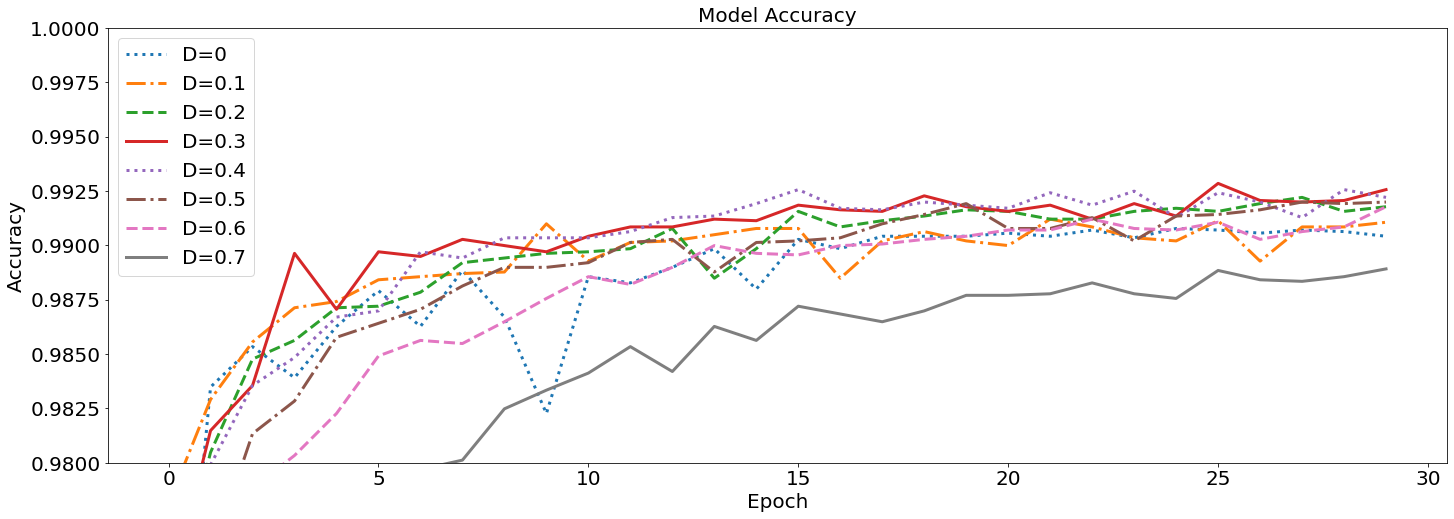 Model Accuracy
1.0000
0.9975
0.9950
0.9925
0.9900
0.9875
0.9850
0.9825
0.9800
Accuracy
D=0
D=0.1
D=0.2
D=0.3
D=0.4
D=0.5
D=0.6
D=0.7
0 5 10 15 20 25 30
Epoch